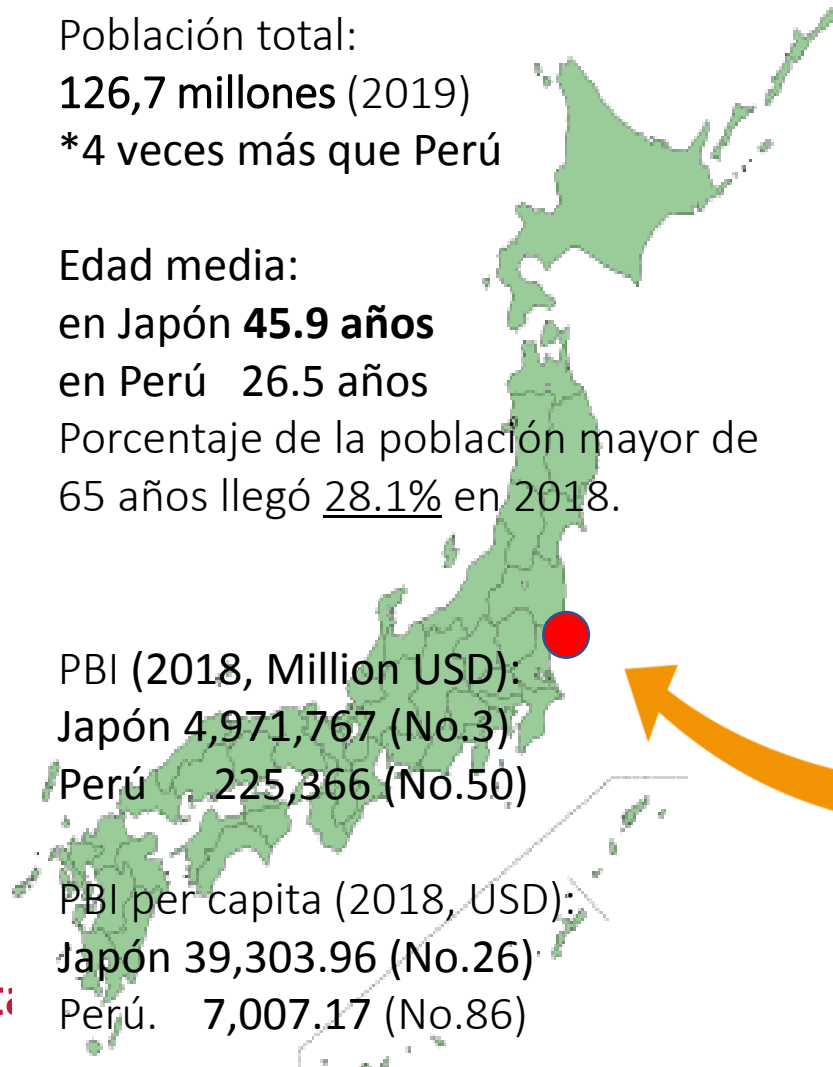 Población total:
126,7 millones (2019)
*4 veces más que Perú
Edad media:
en Japón 45.9 años
en Perú 26.5 años
Porcentaje de la población mayor de
65 años llegó 28.1% en 2018.
PBI (2018, Million USD):
Japón 4,971,767 (No.3)
Perú 225,366 (No.50)
PBI per capita (2018, USD):
Japón 39,303.96 (No.26)
Perú. 7,007.17 (No.86)